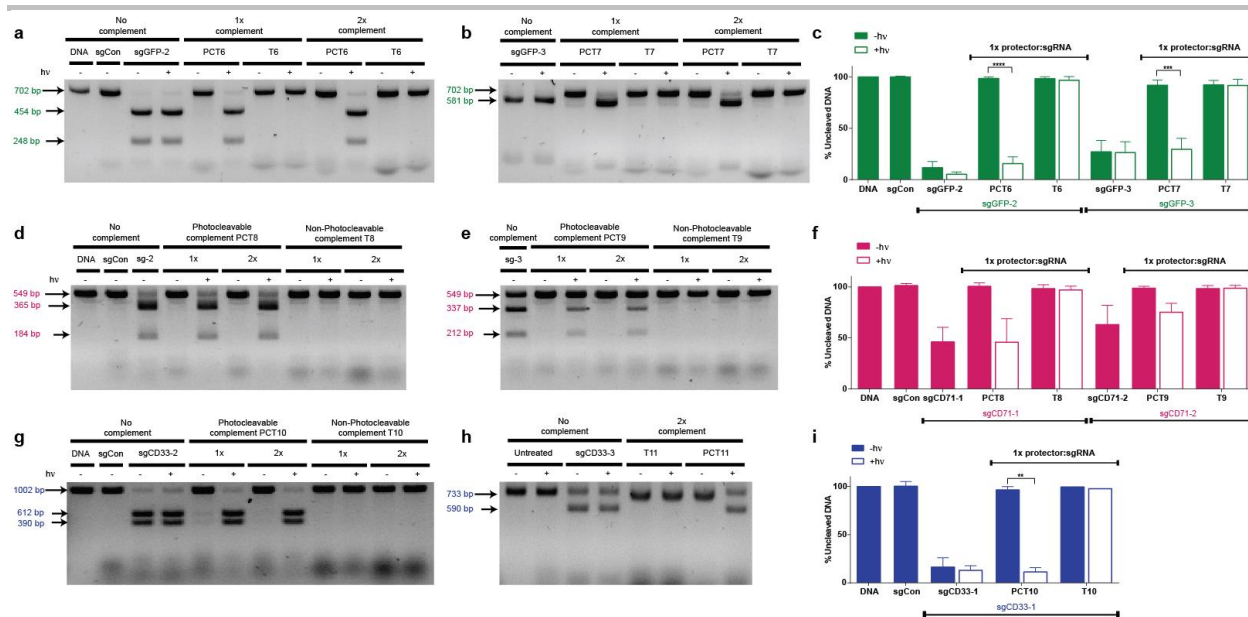 a
No complement
1x complement
2x complement
DNA sgCon sgGFP-2 PCT6 T6 PCT6 T6
hν - - - + - + - + - + - +
702 bp
454 bp
248 bp
b
No complement
1x complement
2x complement
sgGFP-3 PCT7 T7 PCT7 T7
- + - + - + - + - +
702 bp
581 bp
c
-hν
+hν
1x protector:sgRNA
1x protector:sgRNA
****
***
% Uncleaved DNA
100
50
0
DNA sgCon sgGFP-2 PCT6 T6 sgGFP-3 PCT7 T7
sgGFP-2
sgGFP-3
d
No complement
Photocleavable complement PCT8
Non-Photocleavable complement T8
DNA sgCon sg-2 1x 2x 1x 2x
hν - - - - + - + - + - +
549 bp
365 bp
184 bp
e
No complement
Photocleavable complement PCT9
Non-Photocleavable complement T9
sg-3 1x 2x 1x 2x
- - + - + - + - +
549 bp
337 bp
212 bp
f
-hν
+hν
1x protector:sgRNA
1x protector:sgRNA
% Uncleaved DNA
100
50
0
DNA sgCon sgCD71-1 PCT8 T8 sgCD71-2 PCT9 T9
sgCD71-1
sgCD71-2
g
No complement
Photocleavable complement PCT10
Non-Photocleavable complement T10
DNA sgCon sgCD33-2 1x 2x 1x 2x
hν - - - + - + - + - + - +
1002 bp
612 bp
390 bp
h
No complement
2x complement
Untreated sgCD33-3 T11 PCT11
- + - + - + - +
733 bp
590 bp
i
-hν
+hν
1x protector:sgRNA
**
% Uncleaved DNA
100
50
0
DNA sgCon sgCD33-1 PCT10 T10
sgCD33-1